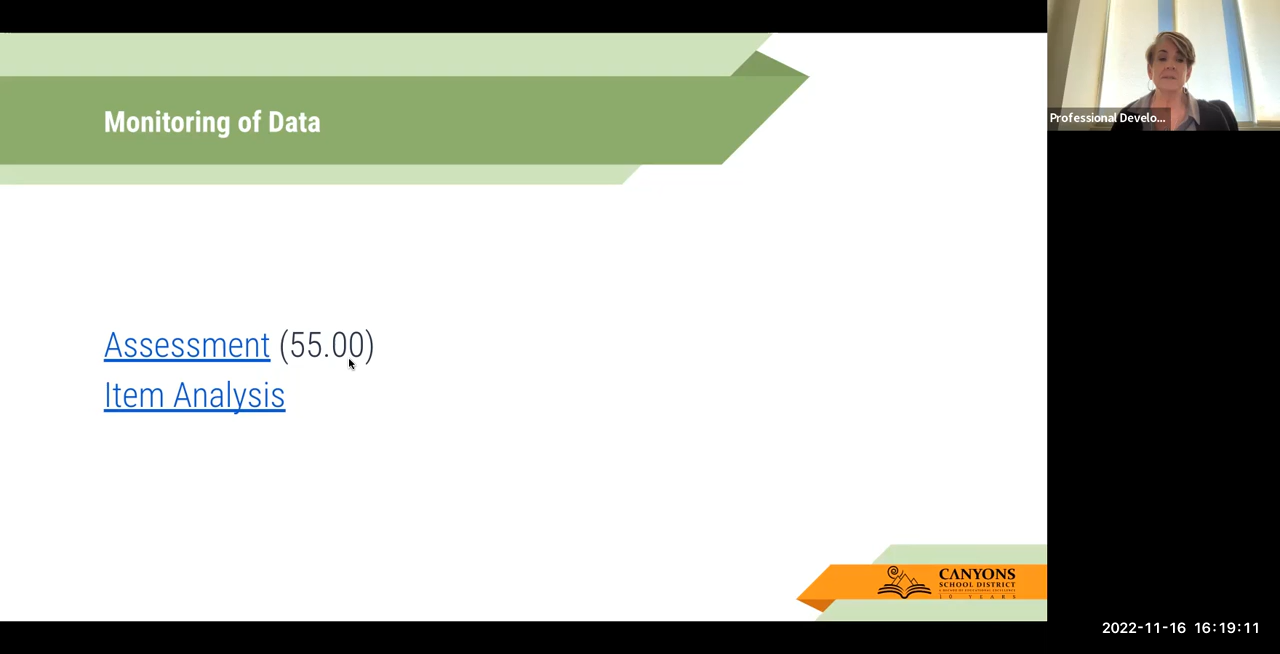 Monitoring of Data
Professional Develo...
Assessment (55.00)
Item Analysis
CANYONS
SCHOOL DISTRICT
10 YEARS
2022-11-16 16:19:11